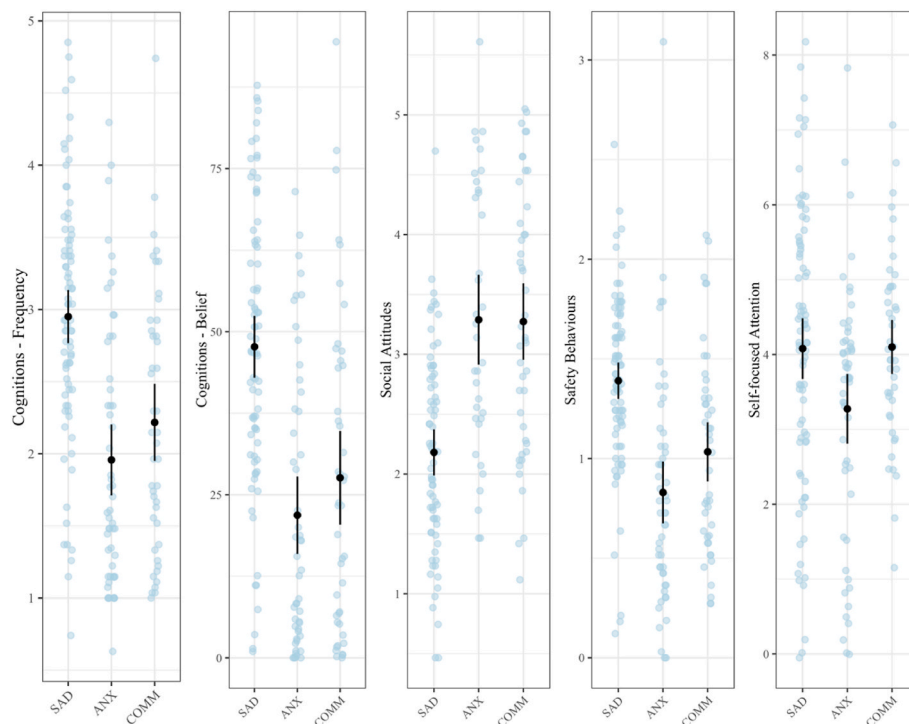 Cognitions - Frequency
5
4
3
2
1
SAD
ANX
COMM
Cognitions - Belief
75
50
25
0
SAD
ANX
COMM
Social Attitudes
5
4
3
2
1
SAD
ANX
COMM
Safety Behaviours
3
2
1
0
SAD
ANX
COMM
Self-focused Attention
8
6
4
2
0
SAD
ANX
COMM